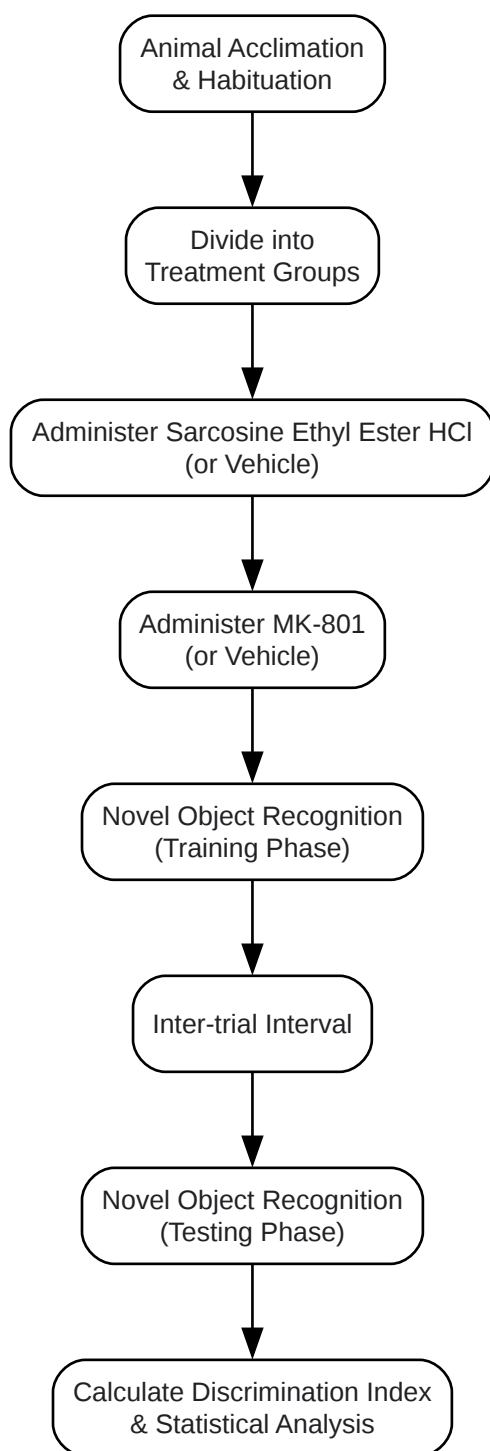 Animal Acclimation
& Habituation
Divide into
Treatment Groups
Administer Sarcosine Ethyl Ester HCl
(or Vehicle)
Administer MK-801
(or Vehicle)
Novel Object Recognition
(Training Phase)
Inter-trial Interval
Novel Object Recognition
(Testing Phase)
Calculate Discrimination Index
& Statistical Analysis